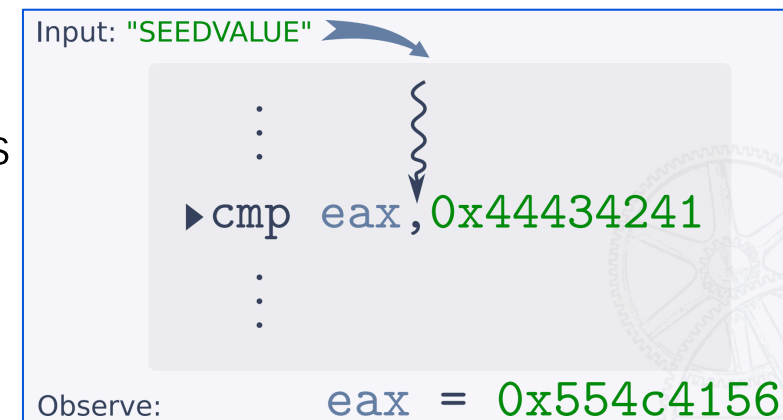 Input: "SEEDVALUE"
S
cmp eax,0x44434241
Observe: eax = 0x554c4156